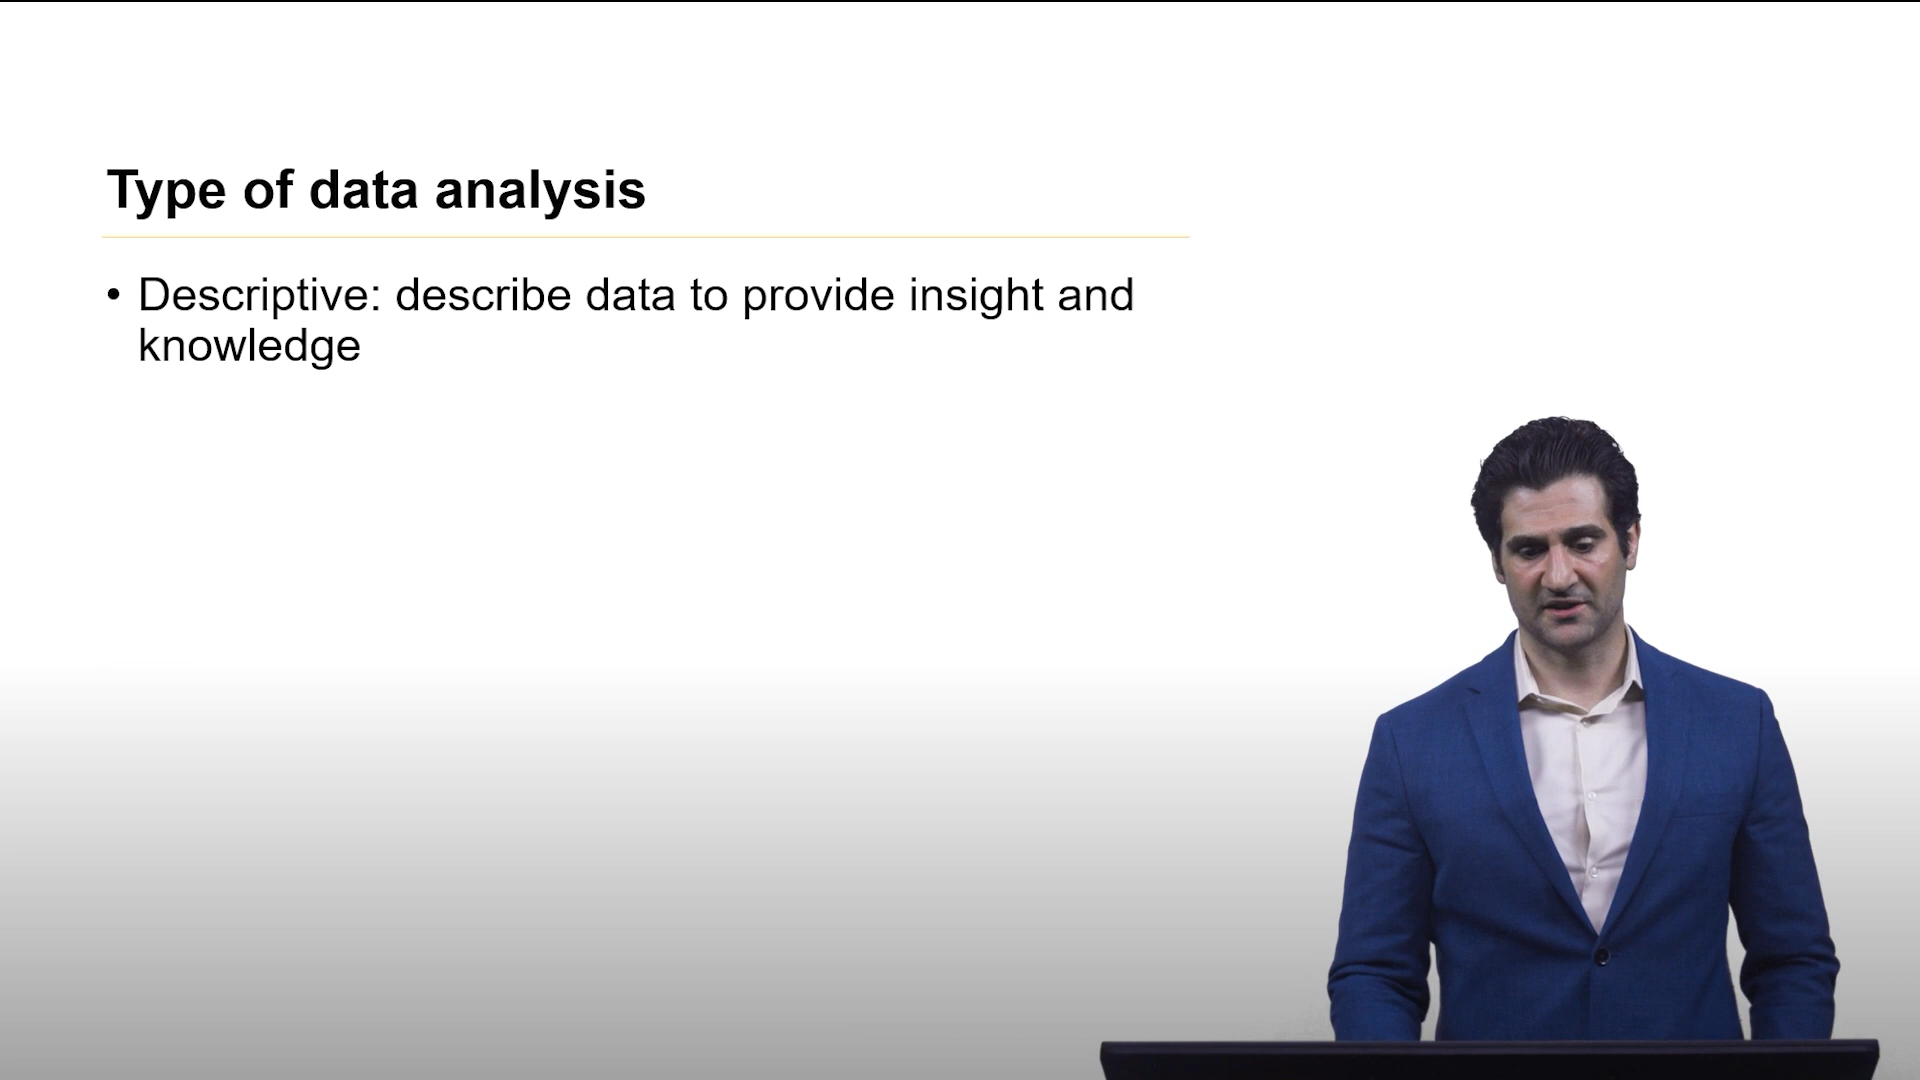 Type of data analysis
• Descriptive: describe data to provide insight and
knowledge